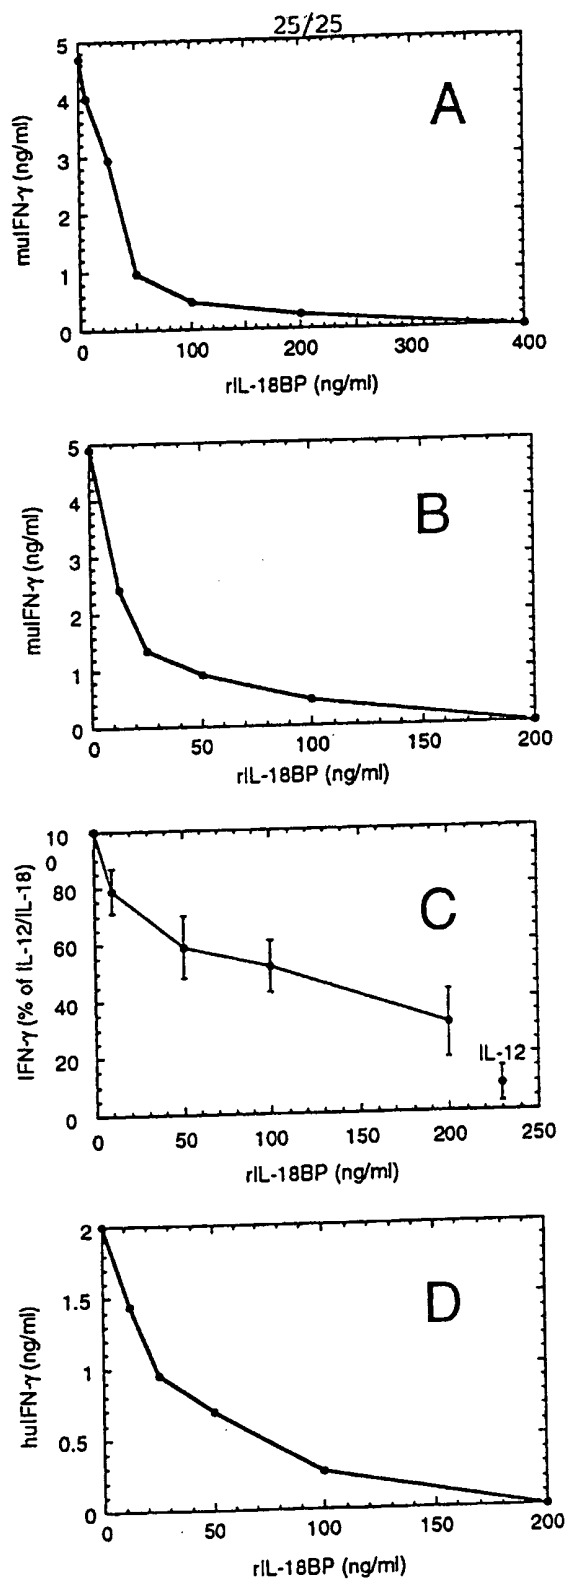 25/25
5
4
3
2
1
0
muIFN-γ (ng/ml)
A
0 100 200 300 400
rIL-18BP (ng/ml)
5
4
3
2
1
0
muIFN-γ (ng/ml)
B
0 50 100 150 200
rIL-18BP (ng/ml)
10
0
80
60
40
20
0
IFN-γ (% of IL-12/IL-18)
C
IL-12
0 50 100 150 200 250
rIL-18BP (ng/ml)
2
1.5
1
0.5
0
huIFN-γ (ng/ml)
D
0 50 100 150 200
rIL-18BP (ng/ml)